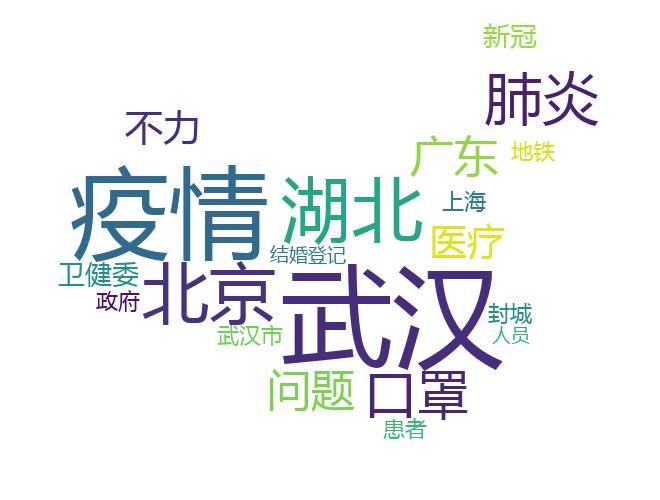 新冠
肺炎
不力
广东
地铁
疫情
湖北
上海
医疗
结婚登记
卫健委
北京
武汉
政府
封城
武汉市
人员
问题
口罩
患者